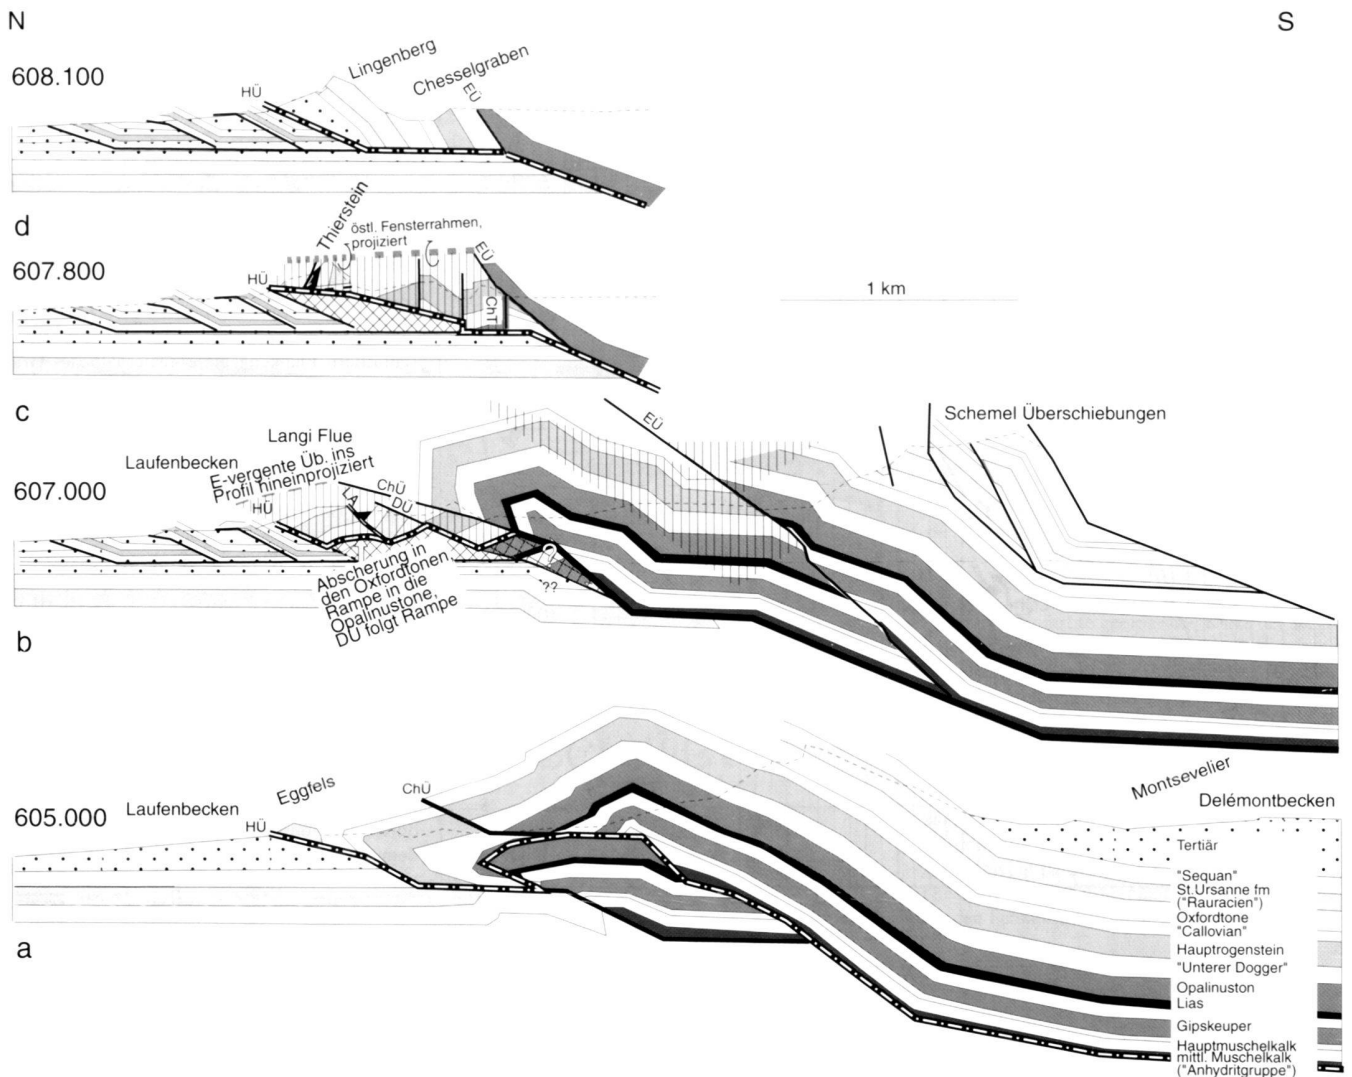 N
S
608.100
Lingenberg
Chesselgraben
HÜ
EÜ
d
Thierstein
östl. Fensterrahmen,
projiziert
607.800
HÜ
EÜ
ChT
1 km
c
Langi Flue
Laufenbecken
E-vergente Üb. ins
Profil hineinprojiziert
607.000
HÜ
LA
ChÜ
DÜ
EÜ
Schemel Überschiebungen
Abscherung in
den Oxfordtonen
Rampe in die
Opalinustone,
DÜ folgt Rampe
??
b
605.000
Laufenbecken
Eggfels
HÜ
ChÜ
Montsevelier
Delémontbecken
Tertiär
"Sequan"
St.Ursanne fm
("Rauracien")
Oxfordtone
"Callovian"
Hauptrogenstein
"Unterer Dogger"
Opalinuston
Lias
Gipskeuper
Hauptmuschelkalk
mittl. Muschelkalk
("Anhydritgruppe")
a